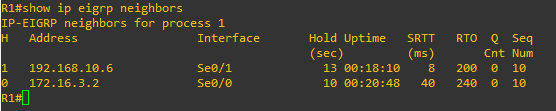 R1#show ip eigrp neighbors
IP-EIGRP neighbors for process 1
H   Address                 Interface       Hold Uptime   SRTT   RTO  Q  Seq
                                            (sec)         (ms)       Cnt Num
1   192.168.10.6            Se0/1             13 00:18:10    8   200  0  10
0   172.16.3.2              Se0/0             10 00:20:48   40   240  0  10
R1#